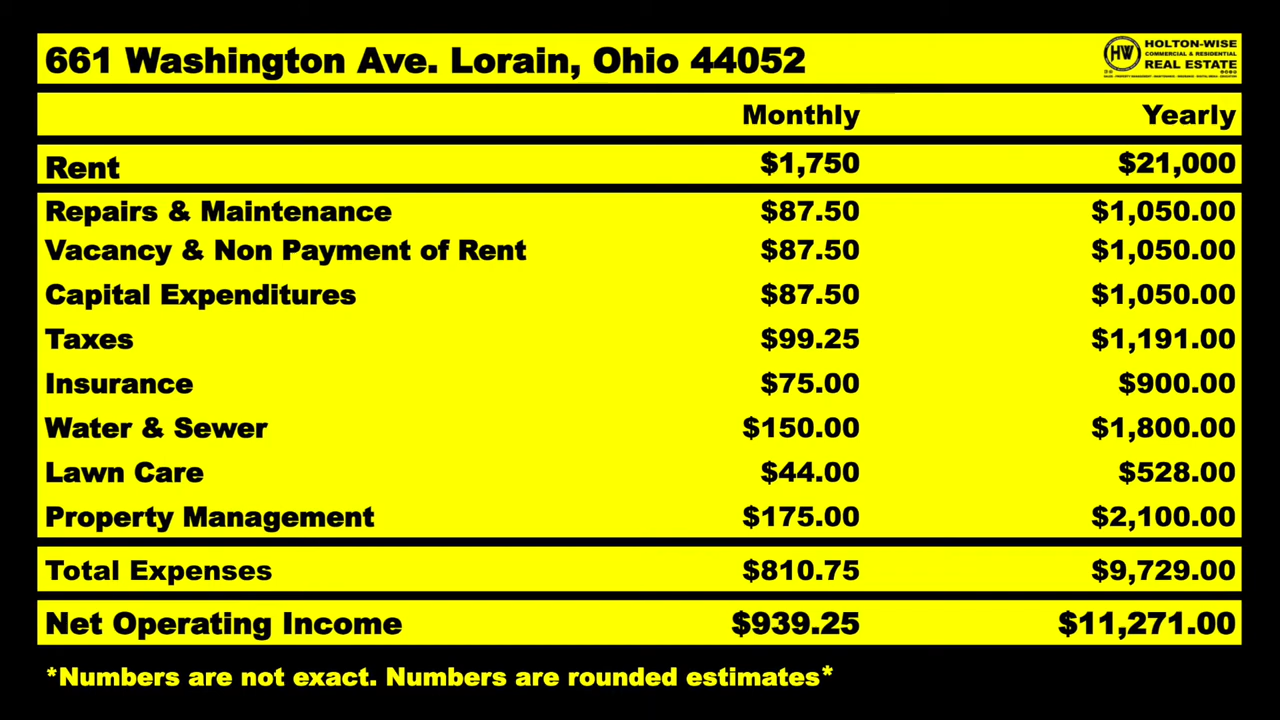 661 Washington Ave. Lorain, Ohio 44052
HW
HOLTON-WISE
COMMERCIAL & RESIDENTIAL
REAL ESTATE
Monthly Yearly
Rent $1,750 $21,000
Repairs & Maintenance $87.50 $1,050.00
Vacancy & Non Payment of Rent $87.50 $1,050.00
Capital Expenditures $87.50 $1,050.00
Taxes $99.25 $1,191.00
Insurance $75.00 $900.00
Water & Sewer $150.00 $1,800.00
Lawn Care $44.00 $528.00
Property Management $175.00 $2,100.00
Total Expenses $810.75 $9,729.00
Net Operating Income $939.25 $11,271.00
*Numbers are not exact. Numbers are rounded estimates*